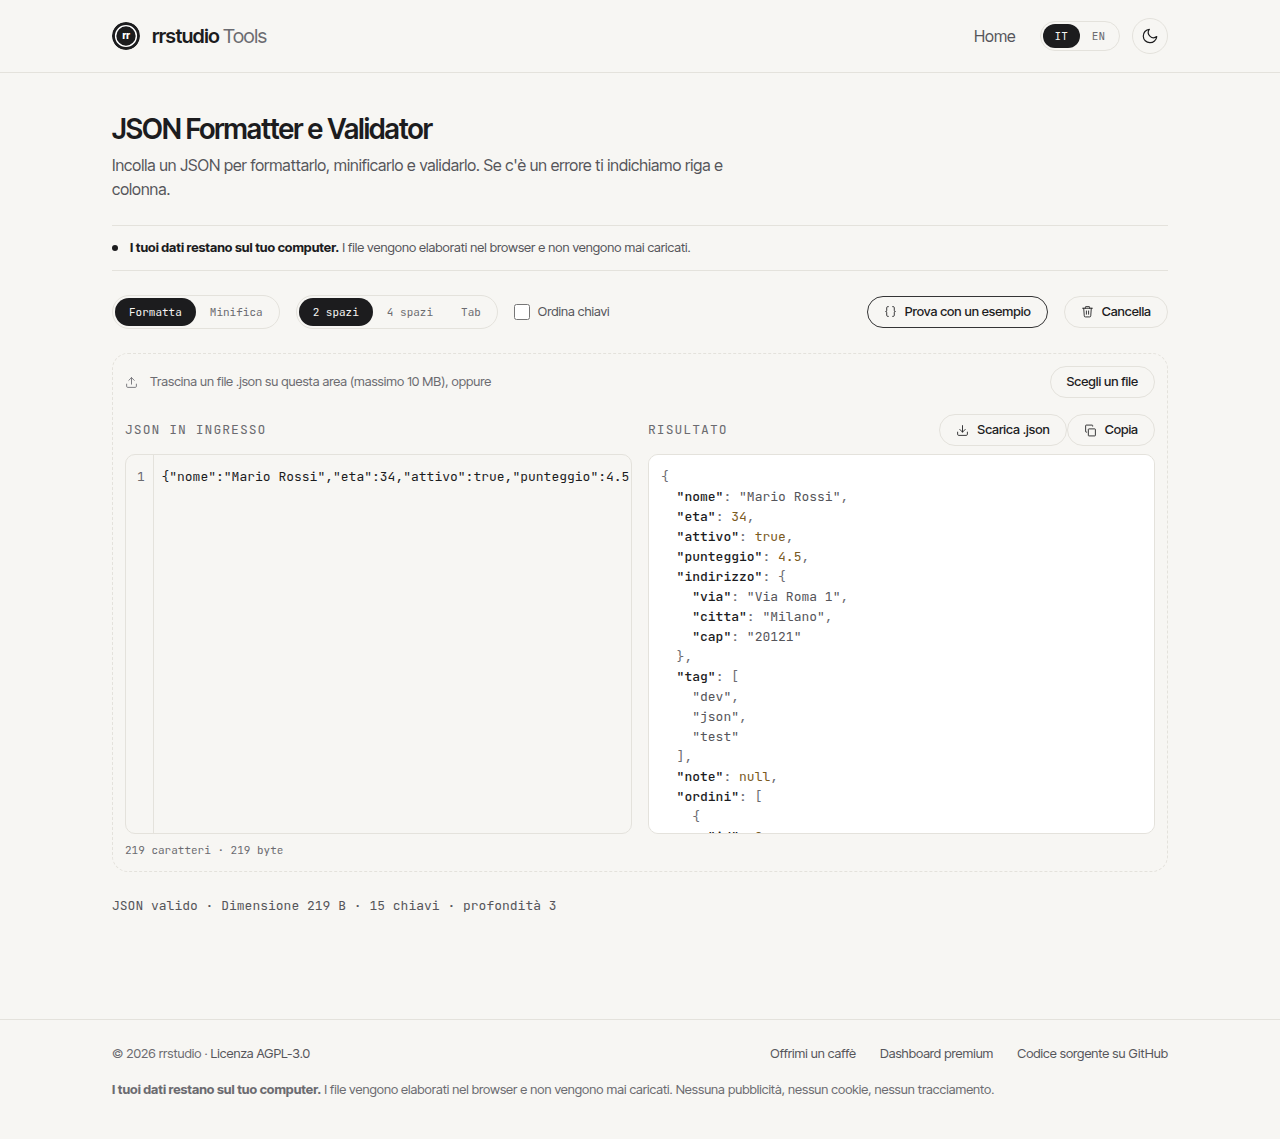 rr rrstudio Tools
Home
IT EN
JSON Formatter e Validator
Incolla un JSON per formattarlo, minificarlo e validarlo. Se c'è un errore ti indichiamo riga e
colonna.
I tuoi dati restano sul tuo computer. I file vengono elaborati nel browser e non vengono mai caricati.
Formatta Minifica
2 spazi 4 spazi Tab
Ordina chiavi
{} Prova con un esempio
Cancella
Trascina un file .json su questa area (massimo 10 MB), oppure
Scegli un file
JSON IN INGRESSO
1 {"nome":"Mario Rossi","eta":34,"attivo":true,"punteggio":4.5
219 caratteri · 219 byte
RISULTATO
Scarica .json
Copia
{
  "nome": "Mario Rossi",
  "eta": 34,
  "attivo": true,
  "punteggio": 4.5,
  "indirizzo": {
    "via": "Via Roma 1",
    "citta": "Milano",
    "cap": "20121"
  },
  "tag": [
    "dev",
    "json",
    "test"
  ],
  "note": null,
  "ordini": [
    {
JSON valido · Dimensione 219 B · 15 chiavi · profondità 3
© 2026 rrstudio · Licenza AGPL-3.0
Offrimi un caffè
Dashboard premium
Codice sorgente su GitHub
I tuoi dati restano sul tuo computer. I file vengono elaborati nel browser e non vengono mai caricati. Nessuna pubblicità, nessun cookie, nessun tracciamento.